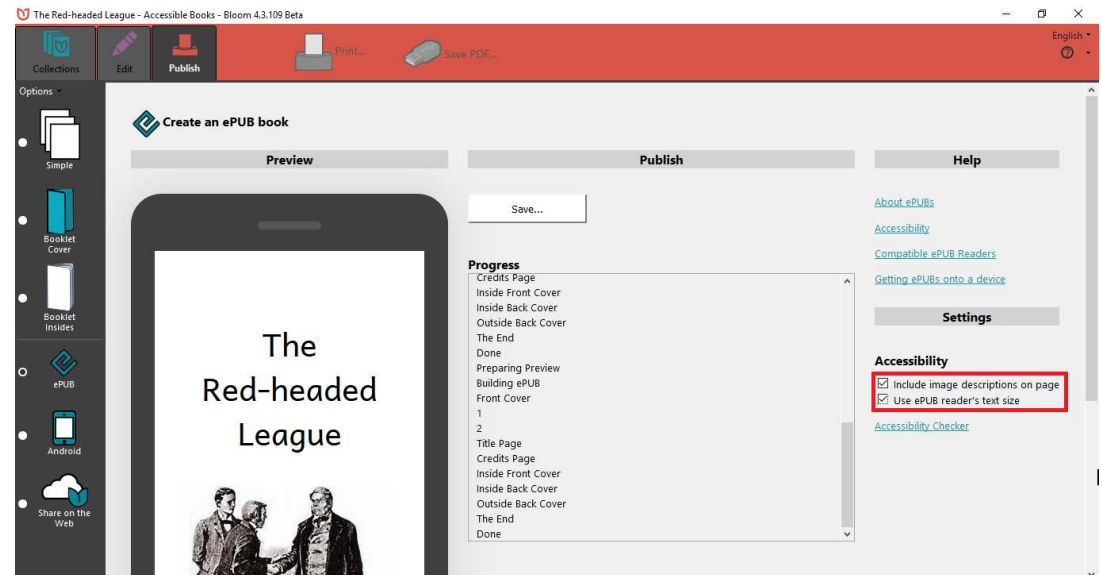 The Red-headed League - Accessible Books - Bloom 4.3.109 Beta
Collections
Edit
Publish
Print...
Save PDF...
English
Options
Simple
Booklet
Cover
Booklet
Insides
ePUB
Android
Share on the
Web
Create an ePUB book
Preview
The
Red-headed
League
Publish
Save...
Progress
Credits Page
Inside Front Cover
Inside Back Cover
Outside Back Cover
The End
Done
Preparing Preview
Building ePUB
Front Cover
1
2
Title Page
Credits Page
Inside Front Cover
Inside Back Cover
Outside Back Cover
The End
Done
Help
About ePUBs
Accessibility
Compatible ePUB Readers
Getting ePUBs onto a device
Settings
Accessibility
Include image descriptions on page
Use ePUB reader's text size
Accessibility Checker